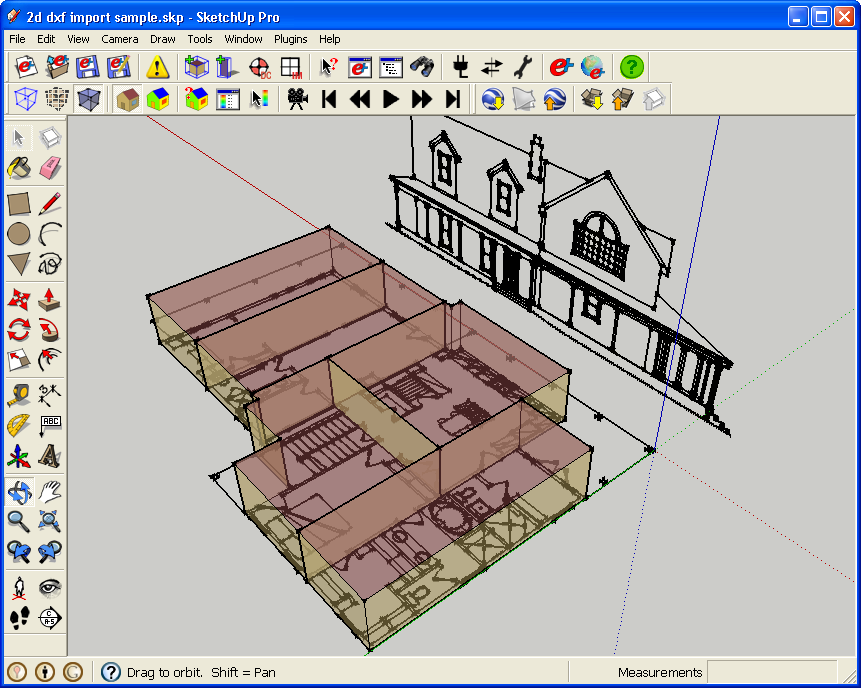 2d dxf import sample.skp - SketchUp Pro
File Edit View Camera Draw Tools Window Plugins Help
ABC
Drag to orbit. Shift = Pan
Measurements